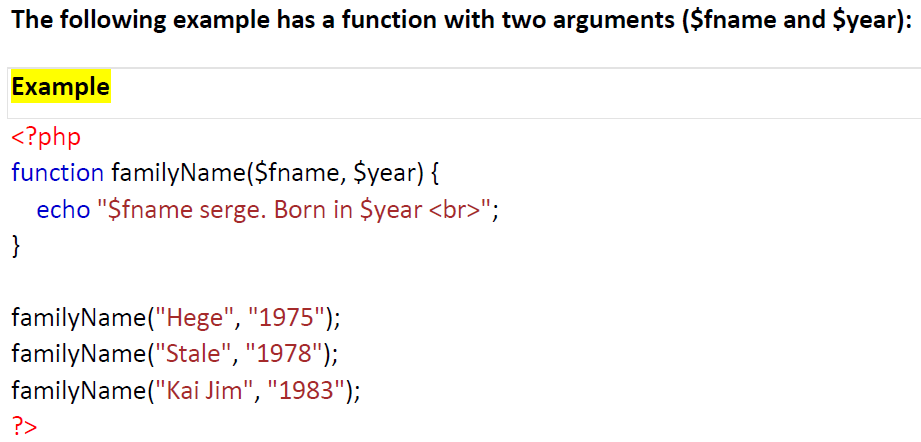 The following example has a function with two arguments ($fname and $year):
Example
<?php
function familyName($fname, $year) {
    echo "$fname serge. Born in $year <br>";
}
familyName("Hege", "1975");
familyName("Stale", "1978");
familyName("Kai Jim", "1983");
?>